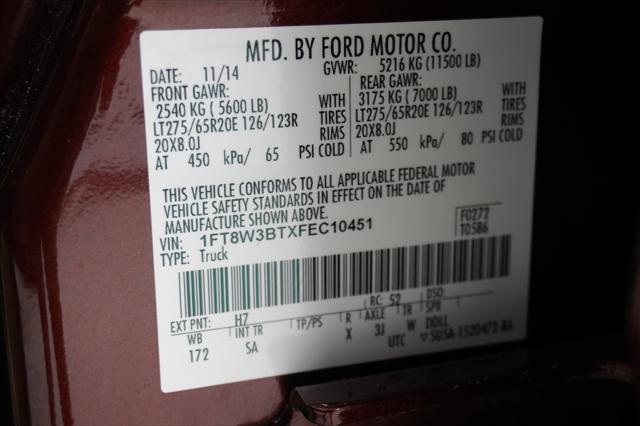 MFD. BY FORD MOTOR CO.
DATE: 11/14 GVWR: 5216 KG (11500 LB)
FRONT GAWR: REAR GAWR:
2540 KG ( 5600 LB) WITH 3175 KG ( 7000 LB) WITH
LT275/65R20E 126/123R TIRES LT275/65R20E 126/123R TIRES
20X8.0J RIMS 20X8.0J RIMS
AT 450 kPa/ 65 PSI COLD AT 550 kPa/ 80 PSI COLD
THIS VEHICLE CONFORMS TO ALL APPLICABLE FEDERAL MOTOR
VEHICLE SAFETY STANDARDS IN EFFECT ON THE DATE OF
MANUFACTURE SHOWN ABOVE.
VIN: 1FT8W3BTXFEC10451 F0272
TYPE: Truck T0586
EXT PNT: H7 RC: 52 DSO:
WB INT TR TP/PS R AXLE TR SPR
172 SA X 3J W DDLL
UTC ▽ SU5A-1520472-BA